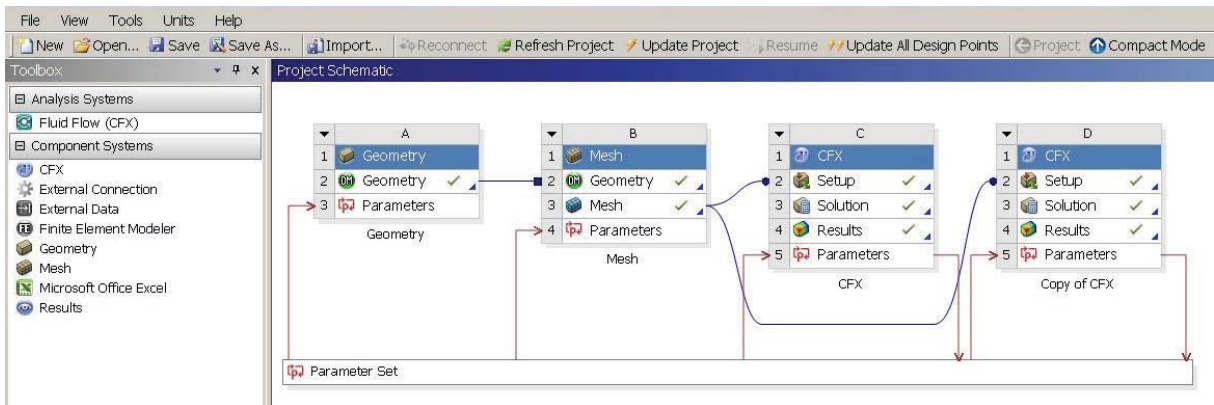 File View Tools Units Help
New Open... Save Save As... Import... Reconnect Refresh Project Update Project Resume Update All Design Points Project Compact Mode
Toolbox x Project Schematic
Analysis Systems
Fluid Flow (CFX)
Component Systems
CFX
External Connection
External Data
Finite Element Modeler
Geometry
Mesh
Microsoft Office Excel
Results
A
1 Geometry
2 Geometry
3 Parameters
Geometry
B
1 Mesh
2 Geometry
3 Mesh
4 Parameters
Mesh
C
1 CFX
2 Setup
3 Solution
4 Results
5 Parameters
CFX
D
1 CFX
2 Setup
3 Solution
4 Results
5 Parameters
Copy of CFX
Parameter Set